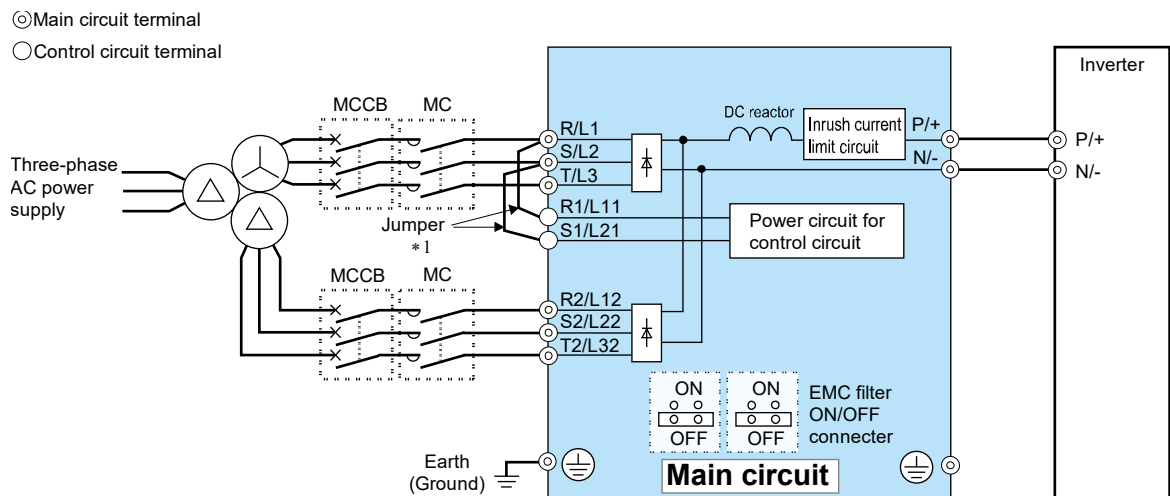 Main circuit terminal
Control circuit terminal
Inverter
MCCB
MC
DC reactor
Inrush current
limit circuit
P/+
N/-
P/+
N/-
Three-phase
AC power
supply
R/L1
S/L2
T/L3
R1/L11
S1/L21
Jumper
*1
Power circuit for
control circuit
MCCB
MC
R2/L12
S2/L22
T2/L32
ON
OFF
ON
OFF
EMC filter
ON/OFF
connecter
Earth
(Ground)
Main circuit